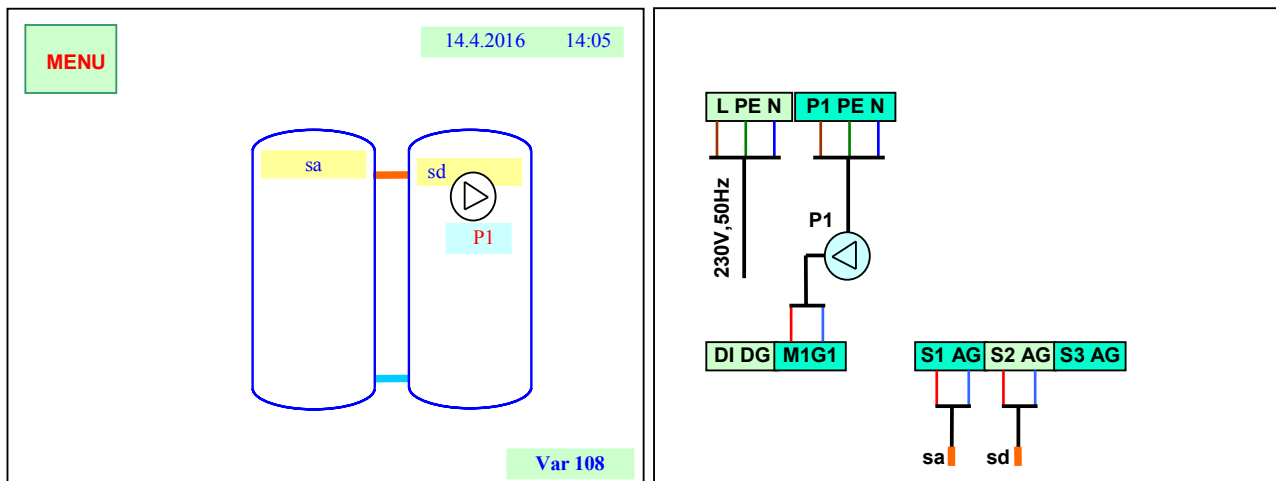 MENU
14.4.2016 14:05
sa
sd
P1
Var 108
L PE N P1 PE N
230V,50Hz
P1
DI DG M1G1
S1 AG S2 AG S3 AG
sa sd